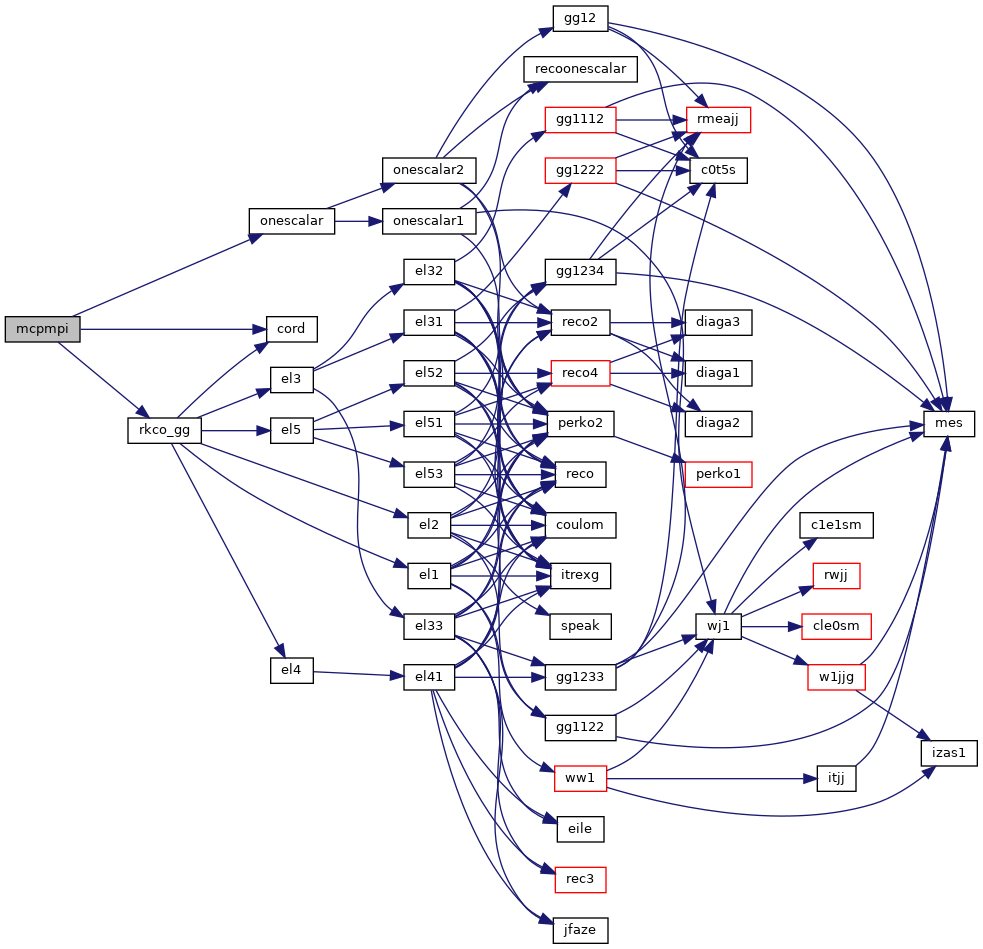 gg12
recoonescalar
gg1112
rmeajj
onescalar2
gg1222
c0t5s
onescalar
onescalar1
el32
gg1234
mcpmpi
cord
el31
reco2
diaga3
el3
el52
reco4
diaga1
rkco_gg
el5
el51
perko2
diaga2
mes
el53
reco
perko1
el2
coulom
c1e1sm
el1
itrexg
rwjj
el33
speak
wj1
cle0sm
el4
el41
gg1233
w1jjg
gg1122
izas1
ww1
itjj
eile
rec3
jfaze